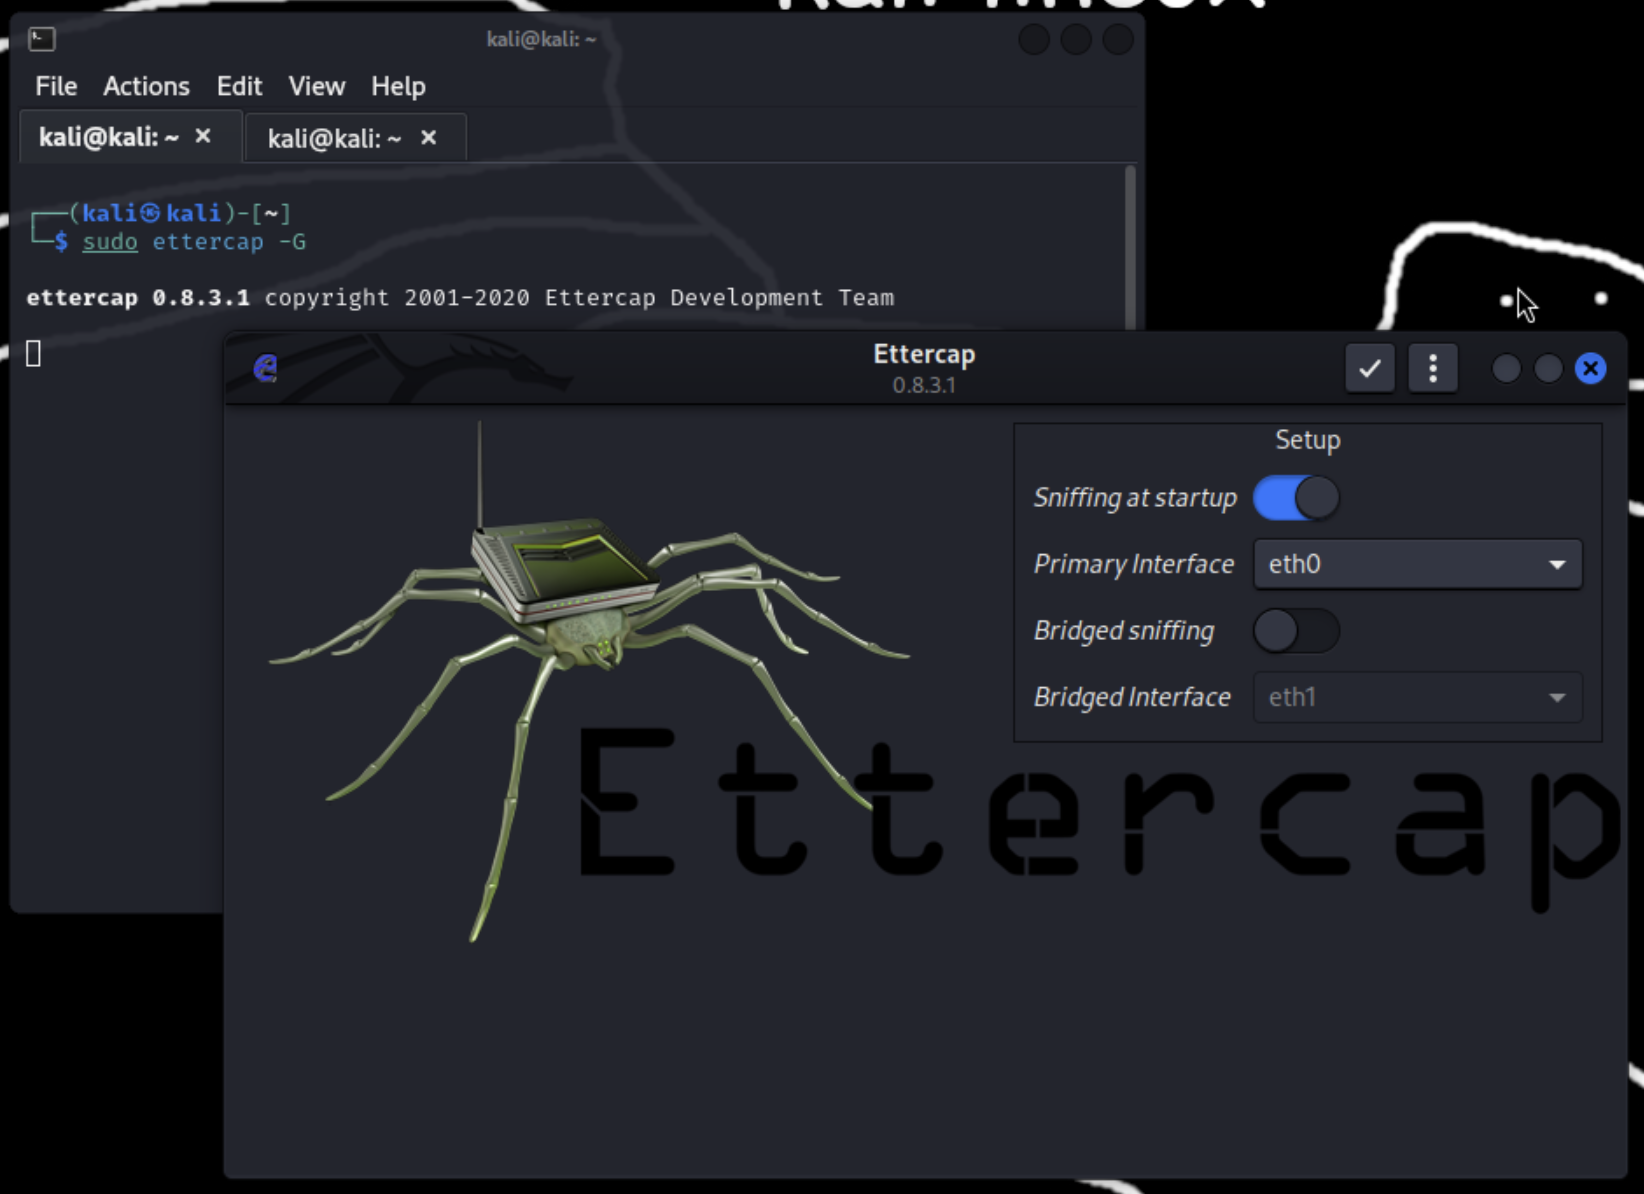 kali@kali: ~
File Actions Edit View Help
kali@kali: ~ × kali@kali: ~ ×
┌──(kali㉿kali)-[~]
└─$ sudo ettercap -G
ettercap 0.8.3.1 copyright 2001-2020 Ettercap Development Team
Ettercap
0.8.3.1
Setup
Sniffing at startup
Primary Interface eth0
Bridged sniffing
Bridged Interface eth1
Ettercap